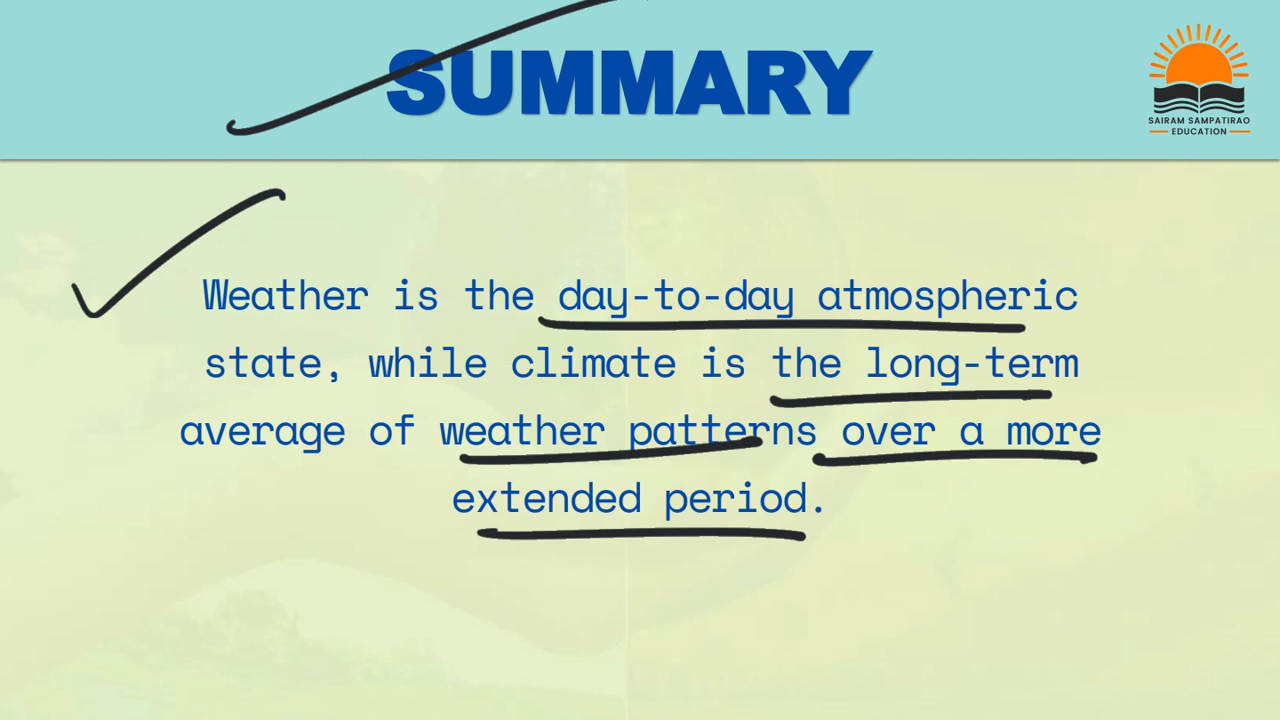 SUMMARY
SAIRAM SAMPATIRAO
EDUCATION
Weather is the day-to-day atmospheric
state, while climate is the long-term
average of weather patterns over a more
extended period.